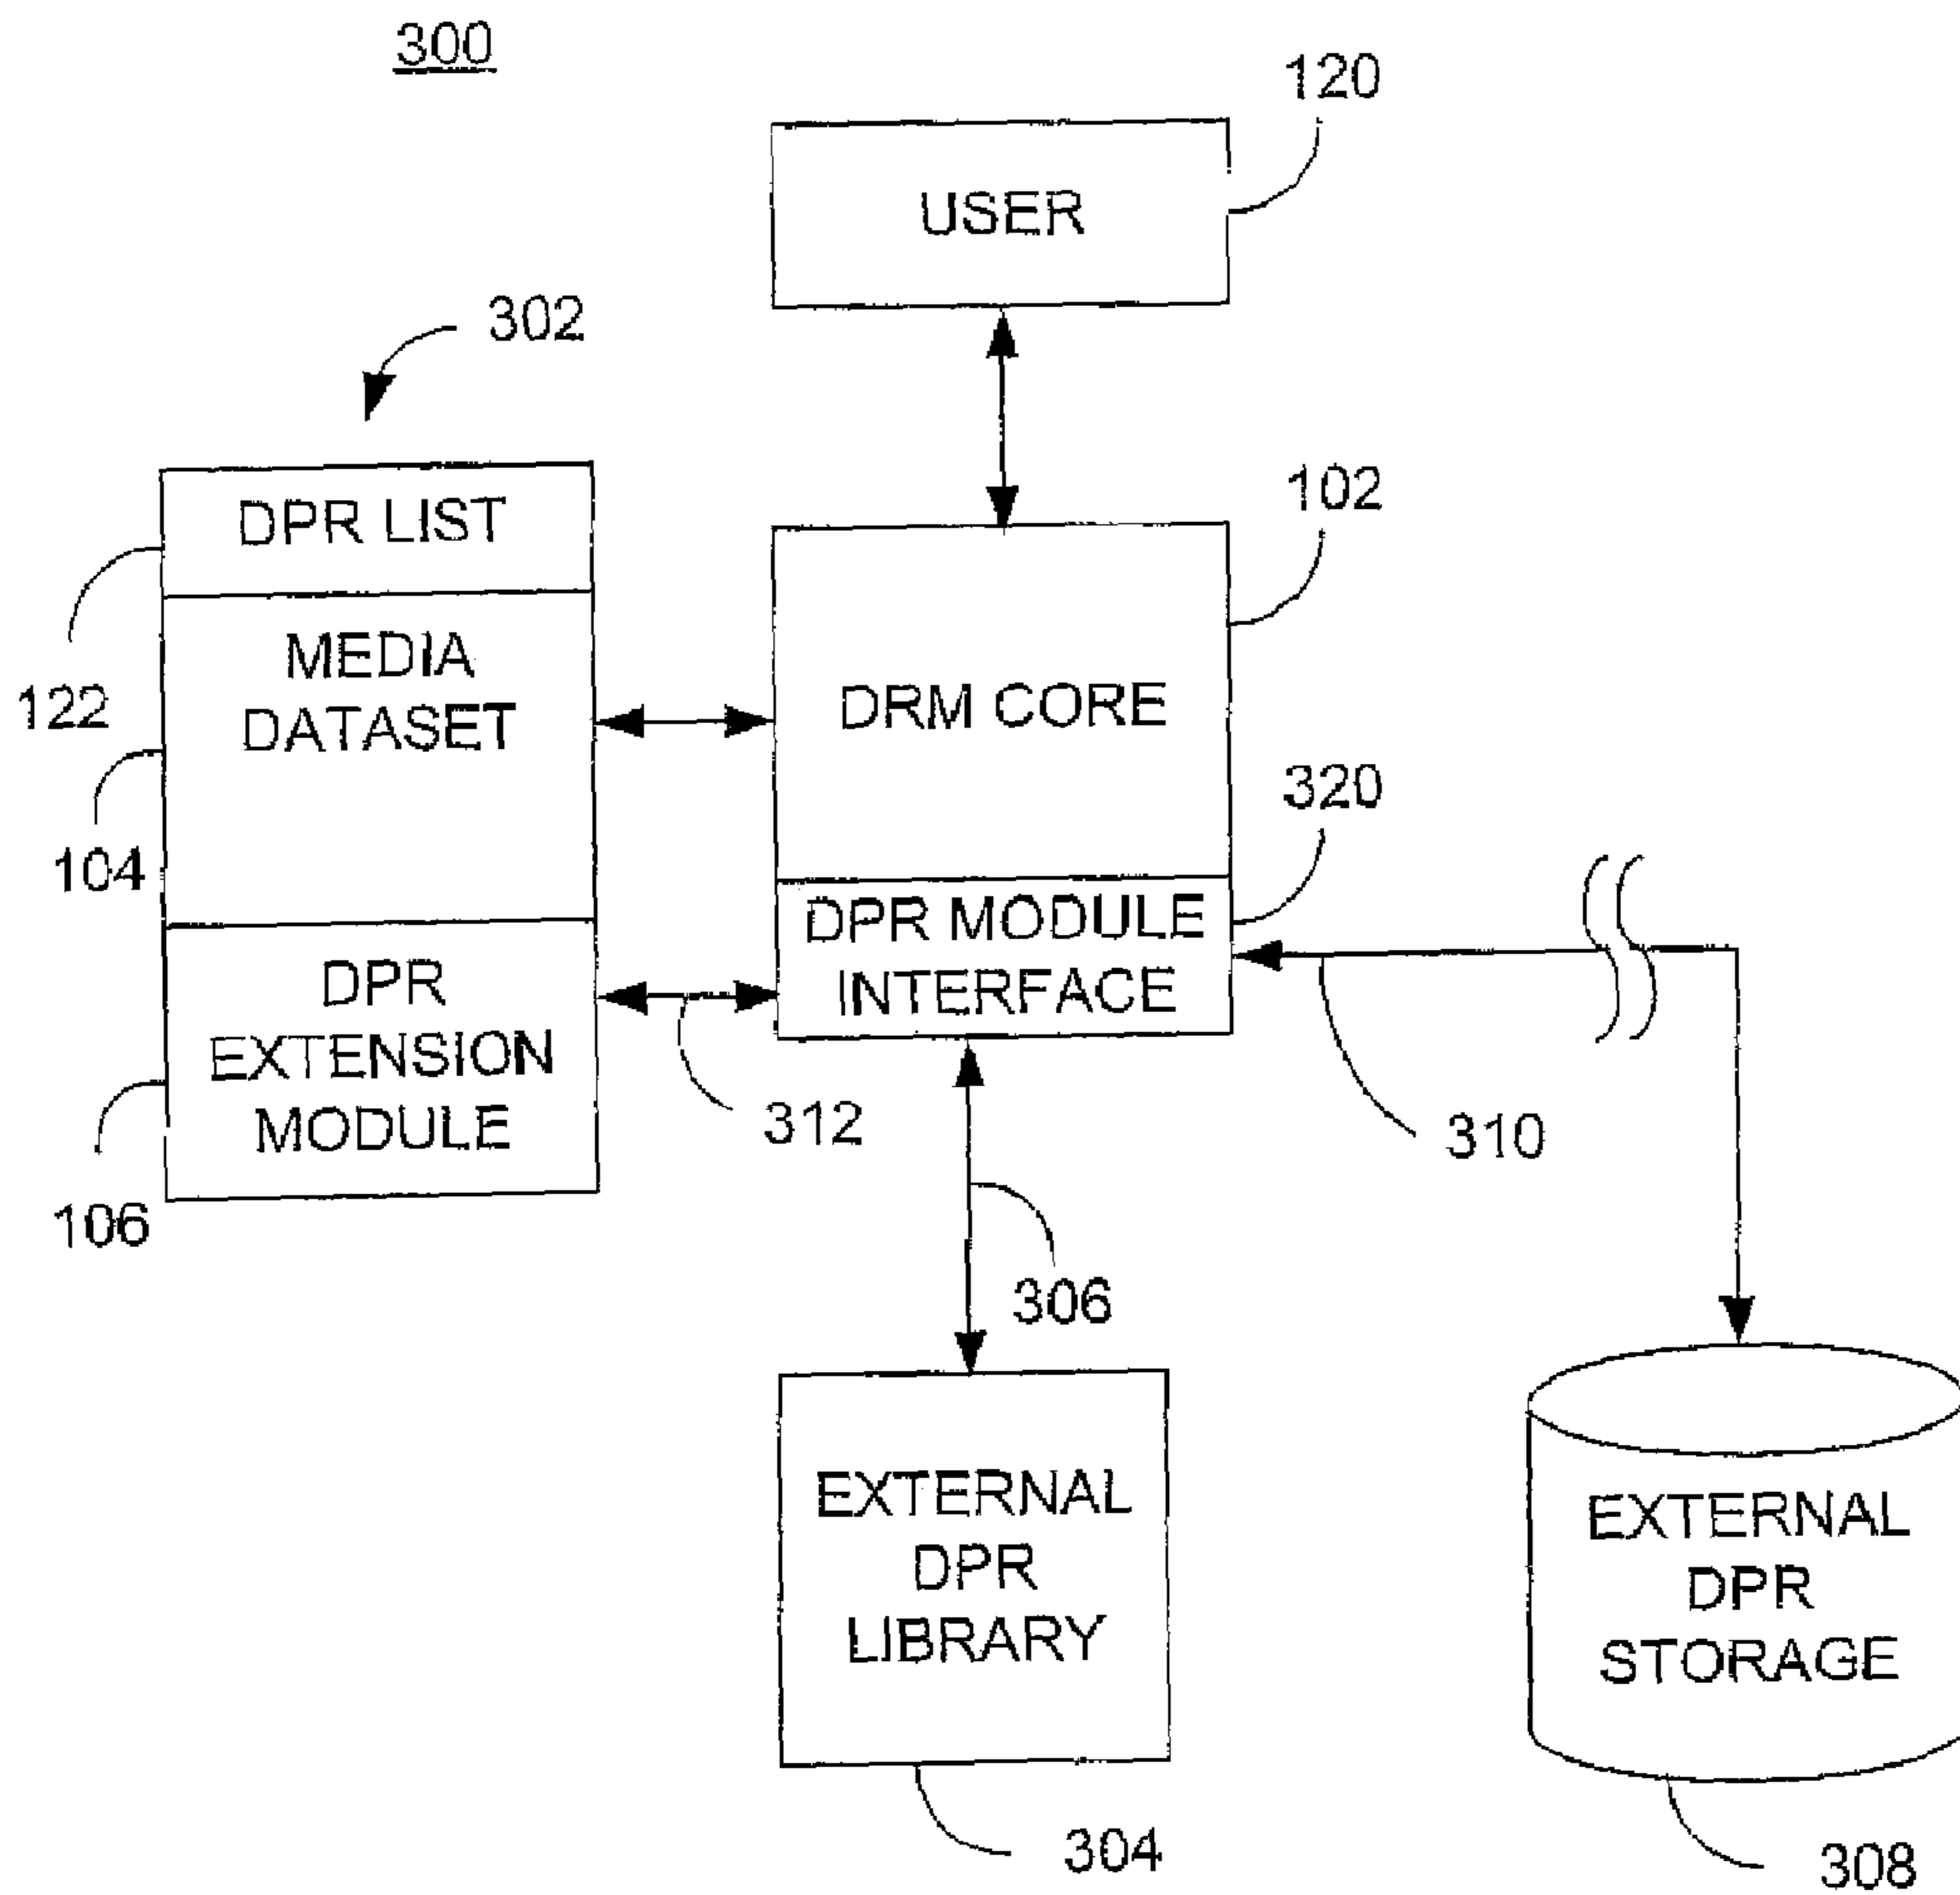 300
120
USER
302
DPR LIST
102
MEDIA
DATASET
122
DRM CORE
320
104
DPR MODULE
INTERFACE
DPR
EXTENSION
MODULE
312
310
106
306
EXTERNAL
DPR
LIBRARY
EXTERNAL
DPR
STORAGE
304
308